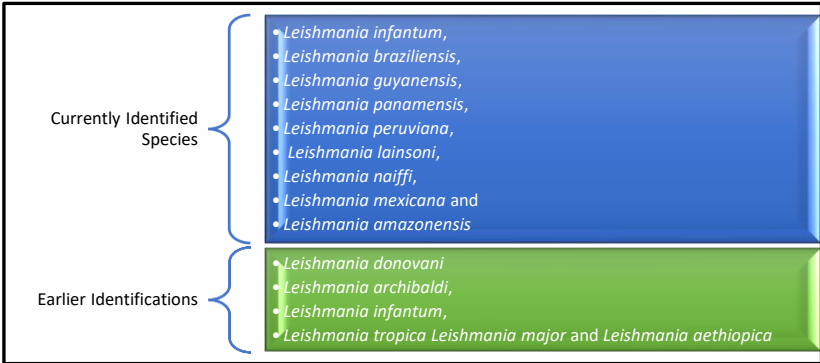 Currently Identified
Species
• Leishmania infantum,
• Leishmania braziliensis,
• Leishmania guyanensis,
• Leishmania panamensis,
• Leishmania peruviana,
• Leishmania lainsoni,
• Leishmania naiffi,
• Leishmania mexicana and
• Leishmania amazonensis
Earlier Identifications
• Leishmania donovani
• Leishmania archibaldi,
• Leishmania infantum,
• Leishmania tropica Leishmania major and Leishmania aethiopica